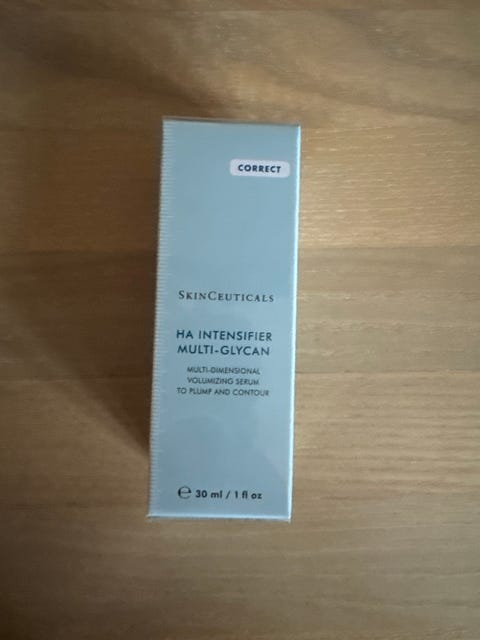 CORRECT
SKINCEUTICALS
HA INTENSIFIER
MULTI-GLYCAN
MULTI-DIMENSIONAL
VOLUMIZING SERUM
TO PLUMP AND CONTOUR
℮ 30 ml / 1 fl oz